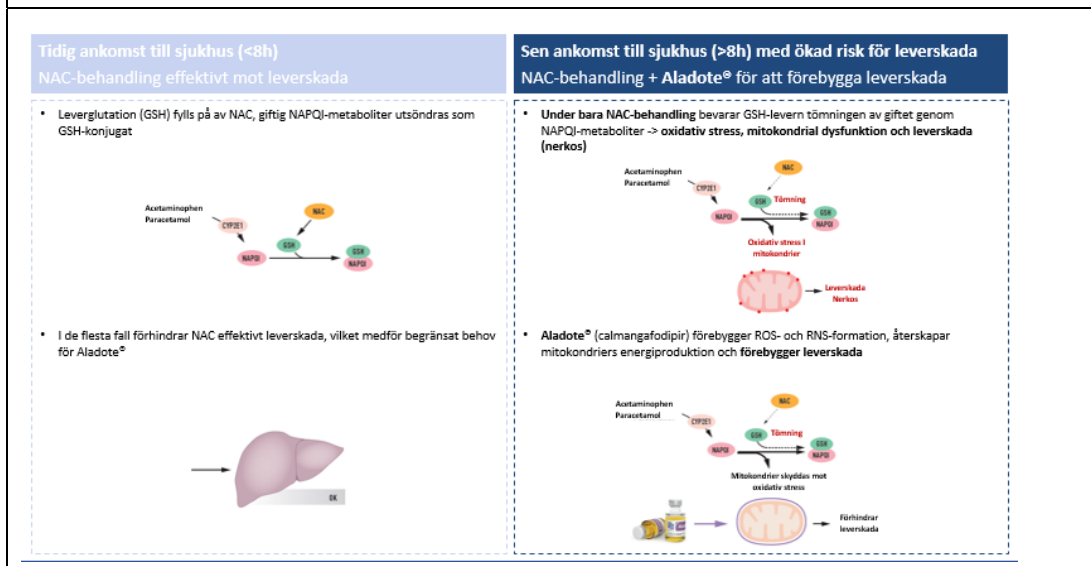 Tidig ankomst till sjukhus (<8h)
NAC-behandling effektivt mot leverskada
• Leverglutation (GSH) fylls på av NAC, giftig NAPQI-metaboliter utsöndras som
GSH-konjugat
Acetaminophen
Paracetamol
CYP2E1
NAC
GSH
NAPQI
GSH
NAPQI
• I de flesta fall förhindrar NAC effektivt leverskada, vilket medför begränsat behov
för Aladote®
OK
Sen ankomst till sjukhus (>8h) med ökad risk för leverskada
NAC-behandling + Aladote® för att förebygga leverskada
• Under bara NAC-behandling bevarar GSH-levern tömningen av giftet genom
NAPQI-metaboliter -> oxidativ stress, mitokondrial dysfunktion och leverskada
(nerkos)
Acetaminophen
Paracetamol
CYP2E1
NAC
GSH
Tömning
NAPQI
GSH
NAPQI
Oxidativ stress I
mitokondrier
Leverskada
Nerkos
• Aladote® (calmangafodipir) förebygger ROS- och RNS-formation, återskapar
mitokondriers energiproduktion och förebygger leverskada
Acetaminophen
Paracetamol
CYP2E1
NAC
GSH
Tömning
NAPQI
GSH
NAPQI
Mitokondrier skyddas mot
oxidativ stress
Förhindrar
leverskada